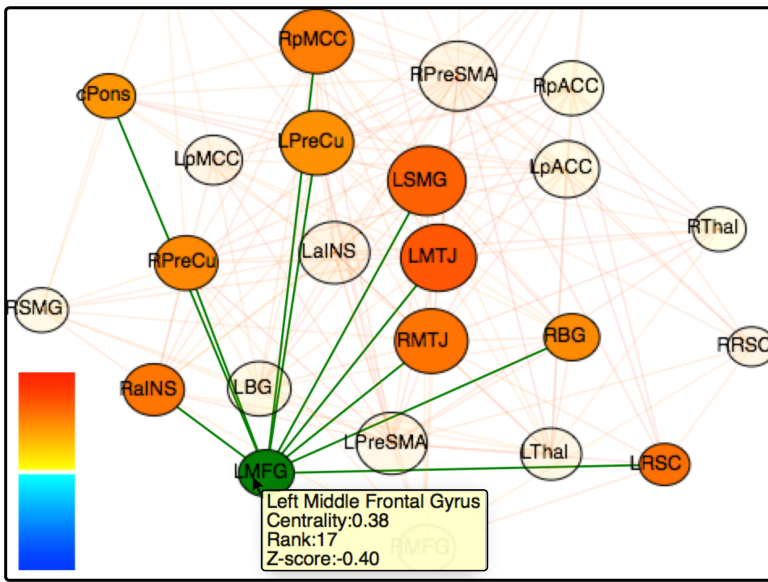 RpMCC
RPreSMA
RpACC
cPons
LPreCu
LpMCC
LSMG
LpACC
RThal
LaINS
LMTJ
RPreCu
RSMG
RMTJ
RBG
RRSC
RaINS
LBG
LPreSMA
LThal
LRSC
LMFG
Left Middle Frontal Gyrus
Centrality:0.38
Rank:17
Z-score:-0.40
RMFG